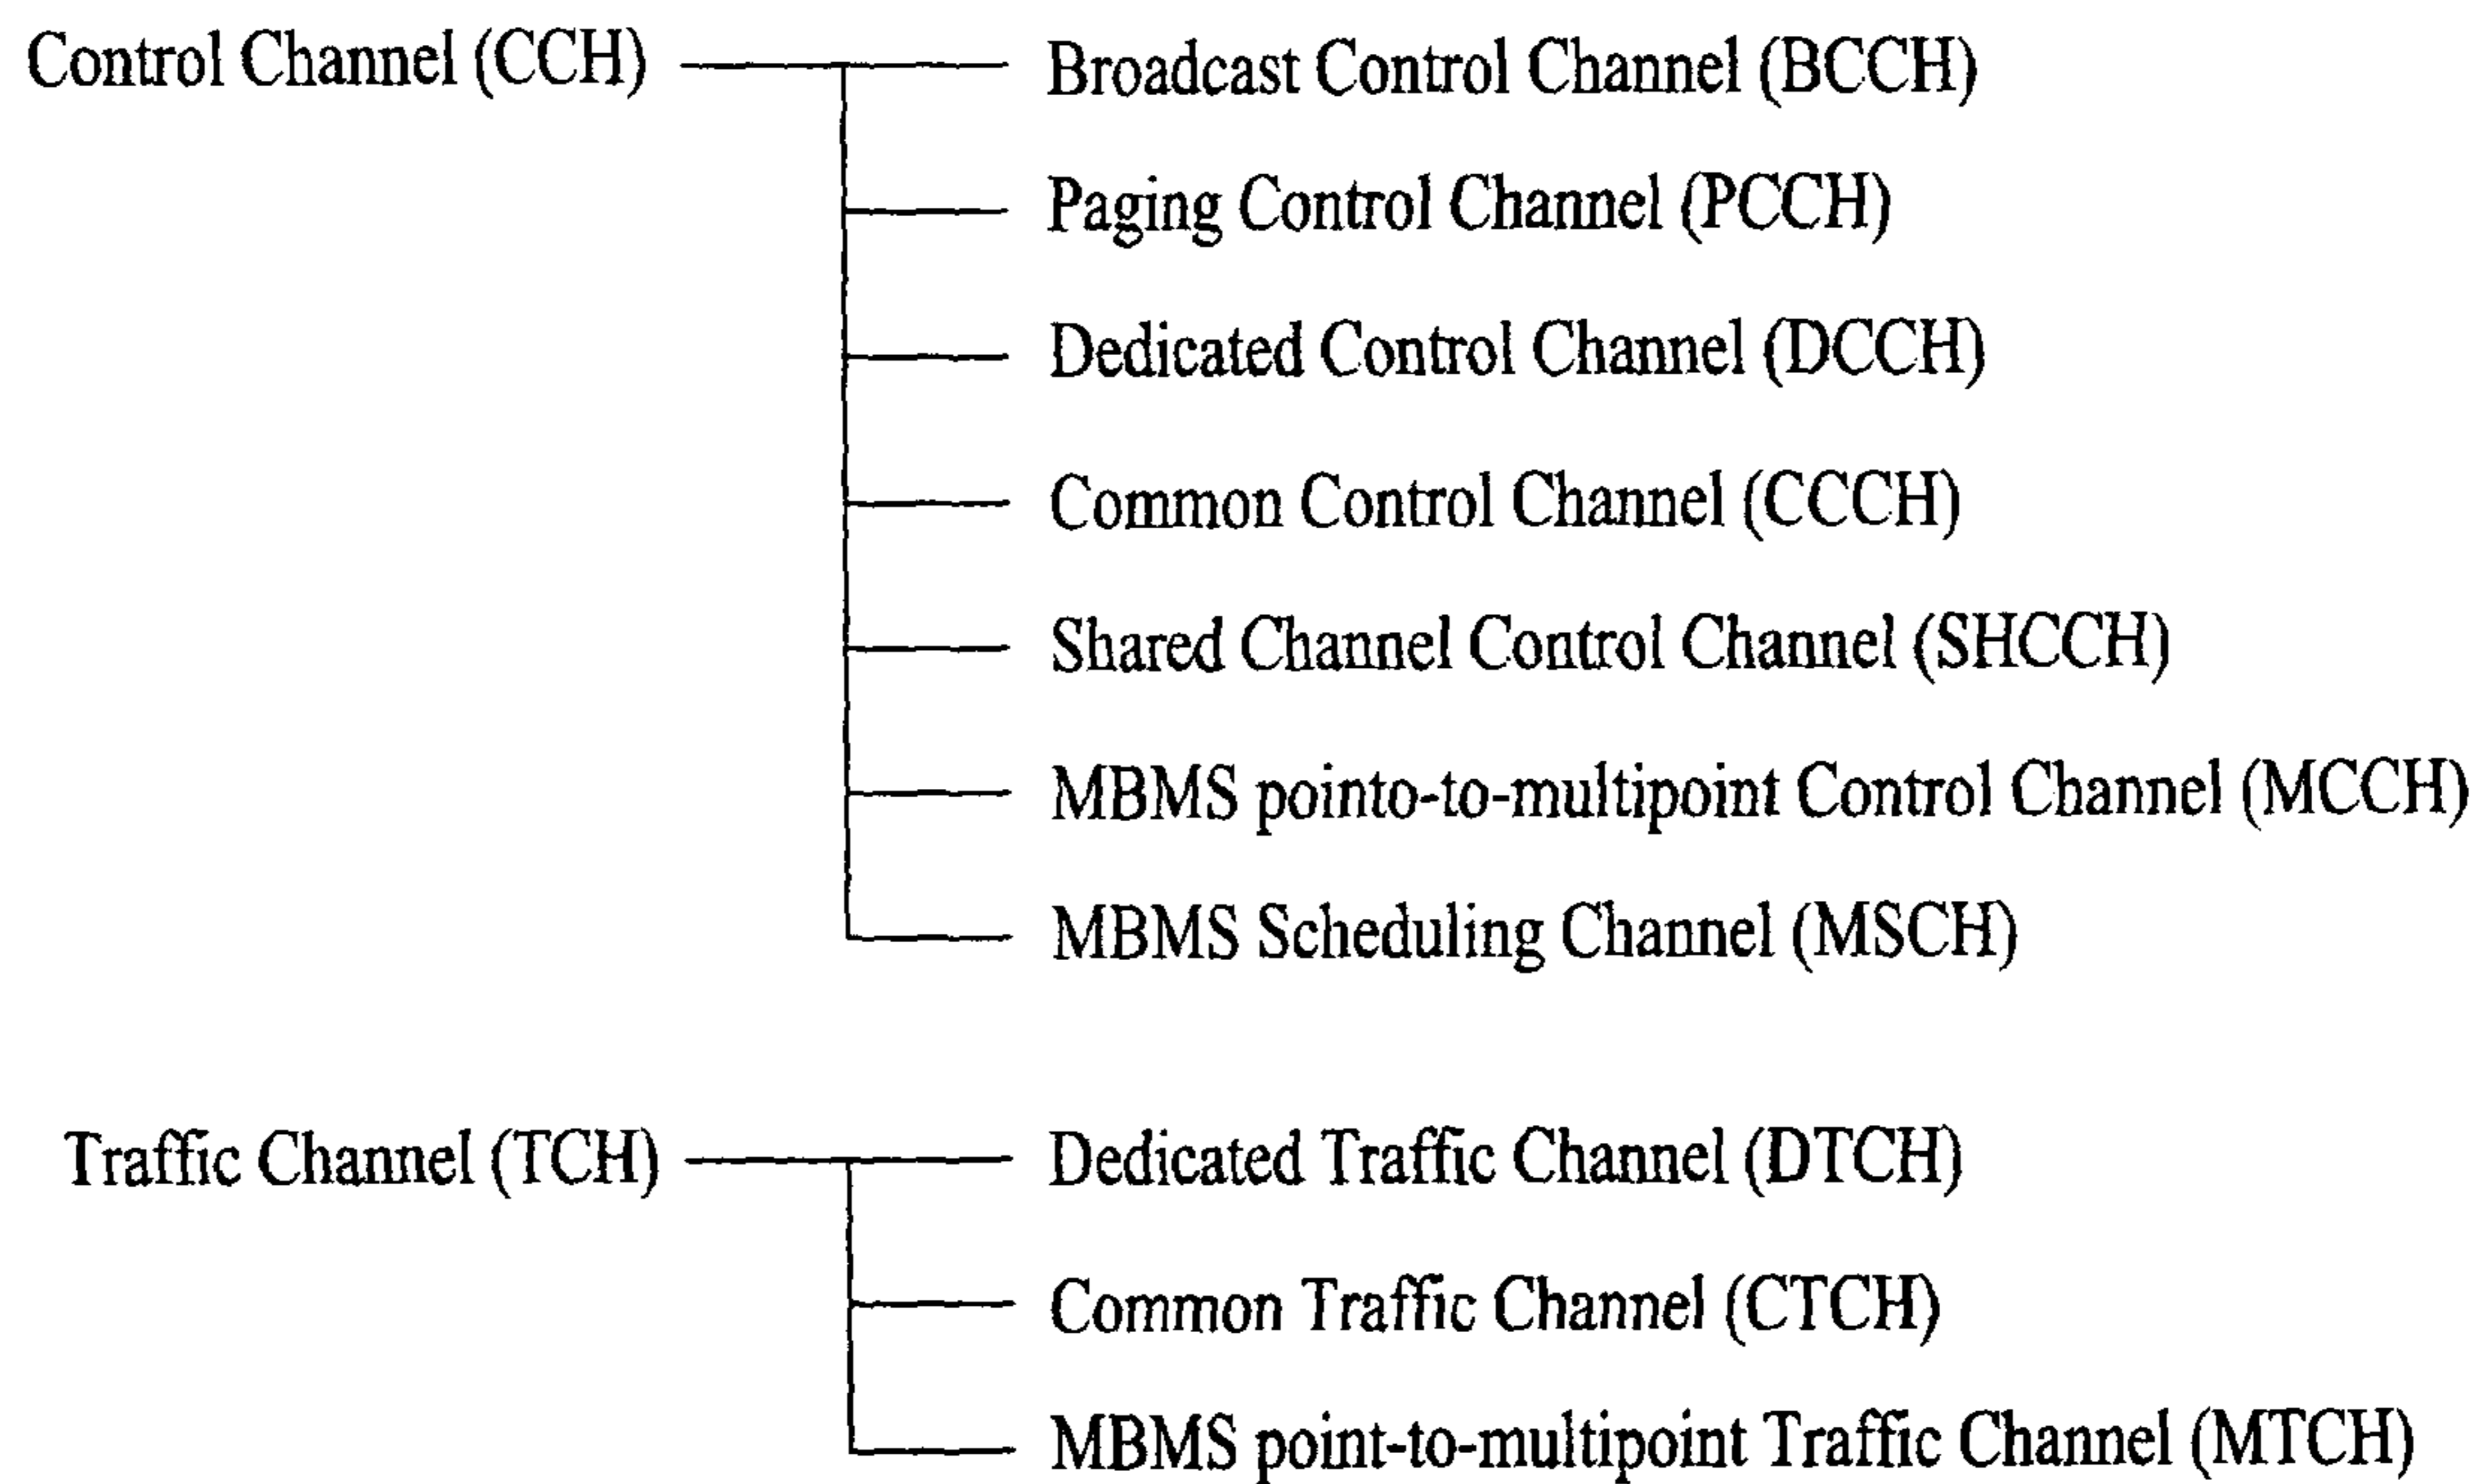 Control Channel (CCH)
Broadcast Control Channel (BCCH)
Paging Control Channel (PCCH)
Dedicated Control Channel (DCCH)
Common Control Channel (CCCH)
Shared Channel Control Channel (SHCCH)
MBMS pointo-to-multipoint Control Channel (MCCH)
MBMS Scheduling Channel (MSCH)
Traffic Channel (TCH)
Dedicated Traffic Channel (DTCH)
Common Traffic Channel (CTCH)
MBMS point-to-multipoint Traffic Channel (MTCH)